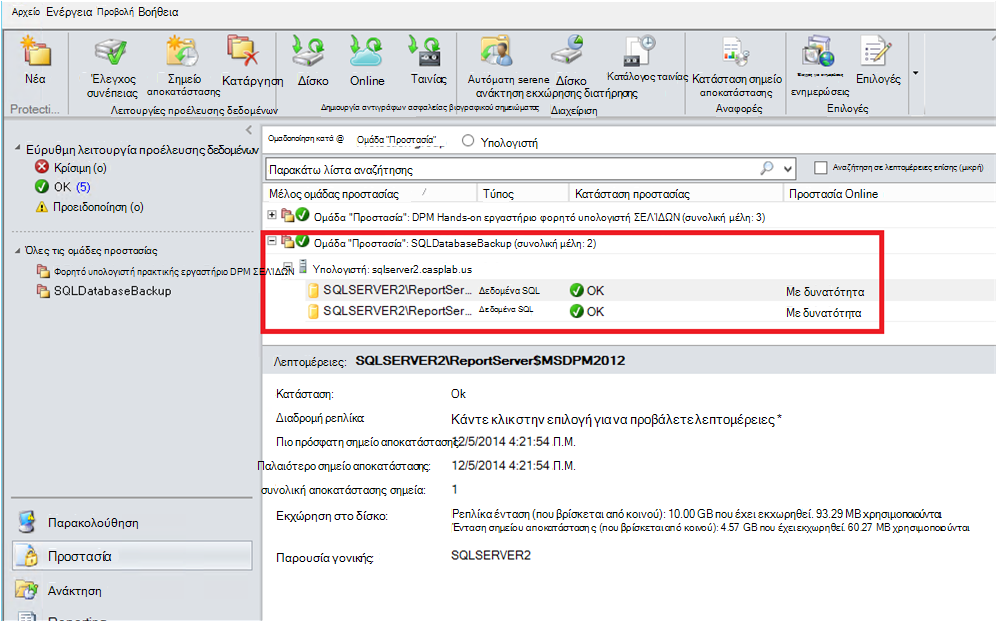 Αρχείο Ενέργεια Προβολή Βοήθεια
Νέα
Έλεγχος συνέπειας
Σημείο αποκατάστασης
Κατάργηση
Δίσκο
Online
Ταινίας
Αυτόματη serene ανάκτηση εκχώρησης
Δίσκο διατήρησης
Κατάλογος ταινίας
Κατάσταση σημείο αποκατάστασης
ενημερώσεις
Επιλογές
Protecti...
Λειτουργίες προέλευσης δεδομένων
Δημιουργία αντιγράφων ασφαλείας βιογραφικού σημειώματος
Διαχείριση
Αναφορές
Επιλογές
Εύρυθμη λειτουργία προέλευσης δεδομένων
Κρίσιμη (o)
OK (5)
Προειδοποίηση (o)
Όλες τις ομάδες προστασίας
Φορητό υπολογιστή πρακτικής εργαστήριο DPM ΣΕΛΊΔΩΝ
SQLDatabaseBackup
Παρακολούθηση
Προστασία
Ανάκτηση
Reporting
Ομαδοποίηση κατά @ Ομάδα "Προστασία" Υπολογιστή
Παρακάτω λίστα αναζήτησης
Αναζήτηση σε λεπτομέρειες επίσης (μικρή)
Μέλος ομάδας προστασίας / Τύπος Κατάσταση προστασίας Προστασία Online
Ομάδα "Προστασία": DPM Hands-on εργαστήριο φορητό υπολογιστή ΣΕΛΊΔΩΝ (συνολική μέλη: 3)
Ομάδα "Προστασία": SQLDatabaseBackup (συνολική μέλη: 2)
Υπολογιστή: sqlserver2.casplab.us
SQLSERVER2\ReportSer... Δεδομένα SQL OK Με δυνατότητα
SQLSERVER2\ReportSer... Δεδομένα SQL OK Με δυνατότητα
Λεπτομέρειες: SQLSERVER2\ReportServer$MSDPM2012
Κατάσταση: Ok
Διαδρομή ρεπλίκα: Κάντε κλικ στην επιλογή για να προβάλετε λεπτομέρειες *
Πιο πρόσφατη σημείο αποκατάστασης: 12/5/2014 4:21:54 Π.Μ.
Παλαιότερο σημείο αποκατάστασης: 12/5/2014 4:21:54 Π.Μ.
συνολική αποκατάστασης σημεία: 1
Εκχώρηση στο δίσκο: Ρεπλίκα ένταση (που βρίσκεται από κοινού): 10.00 GB που έχει εκχωρηθεί. 93.29 MB χρησιμοποιούνται
Ένταση σημείου αποκατάστασης (που βρίσκεται από κοινού): 4.57 GB που έχει εκχωρηθεί. 60.27 MB χρησιμοποιούνται
Παρουσία γονικής: SQLSERVER2